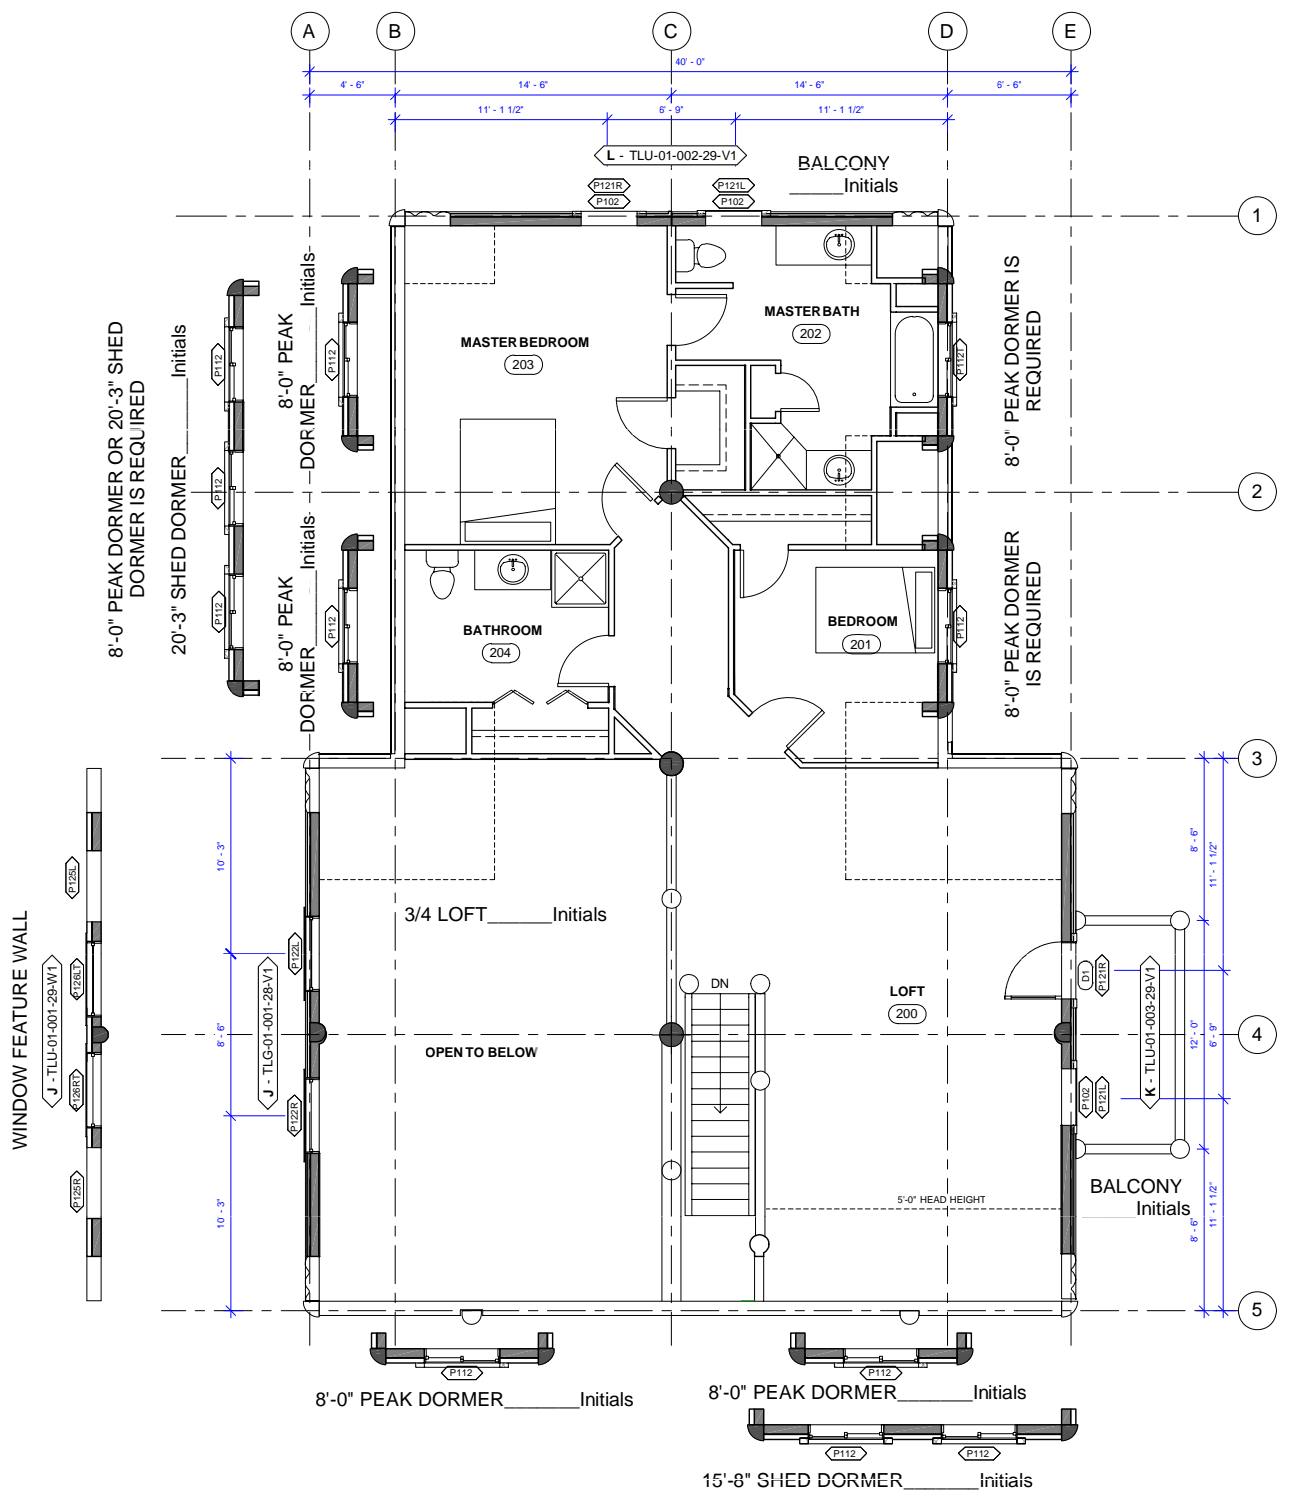 A B C D E
40' - 0"
4' - 6" 14' - 6" 14' - 6" 6' - 6"
11' - 1 1/2" 6' - 9" 11' - 1 1/2"
L - TLU-01-002-29-V1
BALCONY
_____Initials
P121R P121L
P102 P102
1
8'-0" PEAK DORMER OR 20'-3" SHED
DORMER IS REQUIRED
20'-3" SHED DORMER_______Initials
P112
P112
P112
8'-0" PEAK
DORMER_____Initials
P112
8'-0" PEAK
DORMER_____Initials
P112
MASTER BEDROOM
203
MASTER BATH
202
P112T
8'-0" PEAK DORMER IS
REQUIRED
2
BATHROOM
204
BEDROOM
201
P112
8'-0" PEAK DORMER
IS REQUIRED
3
10' - 3"
8' - 6"
10' - 3"
8' - 6"
12' - 0"
8' - 6"
11' - 1 1/2"
6' - 9"
11' - 1 1/2"
WINDOW FEATURE WALL
J - TLU-01-001-29-W1
P125L
P126LT
P126RT
P125R
J - TLG-01-001-28-V1
P122L
P122R
3/4 LOFT______Initials
DN
LOFT
200
OPEN TO BELOW
D1
P121R
P102
P121L
K - TLU-01-003-29-V1
4
5'-0" HEAD HEIGHT
BALCONY
_____Initials
5
P112
8'-0" PEAK DORMER_______Initials
P112
8'-0" PEAK DORMER_______Initials
P112 P112
15'-8" SHED DORMER_______Initials